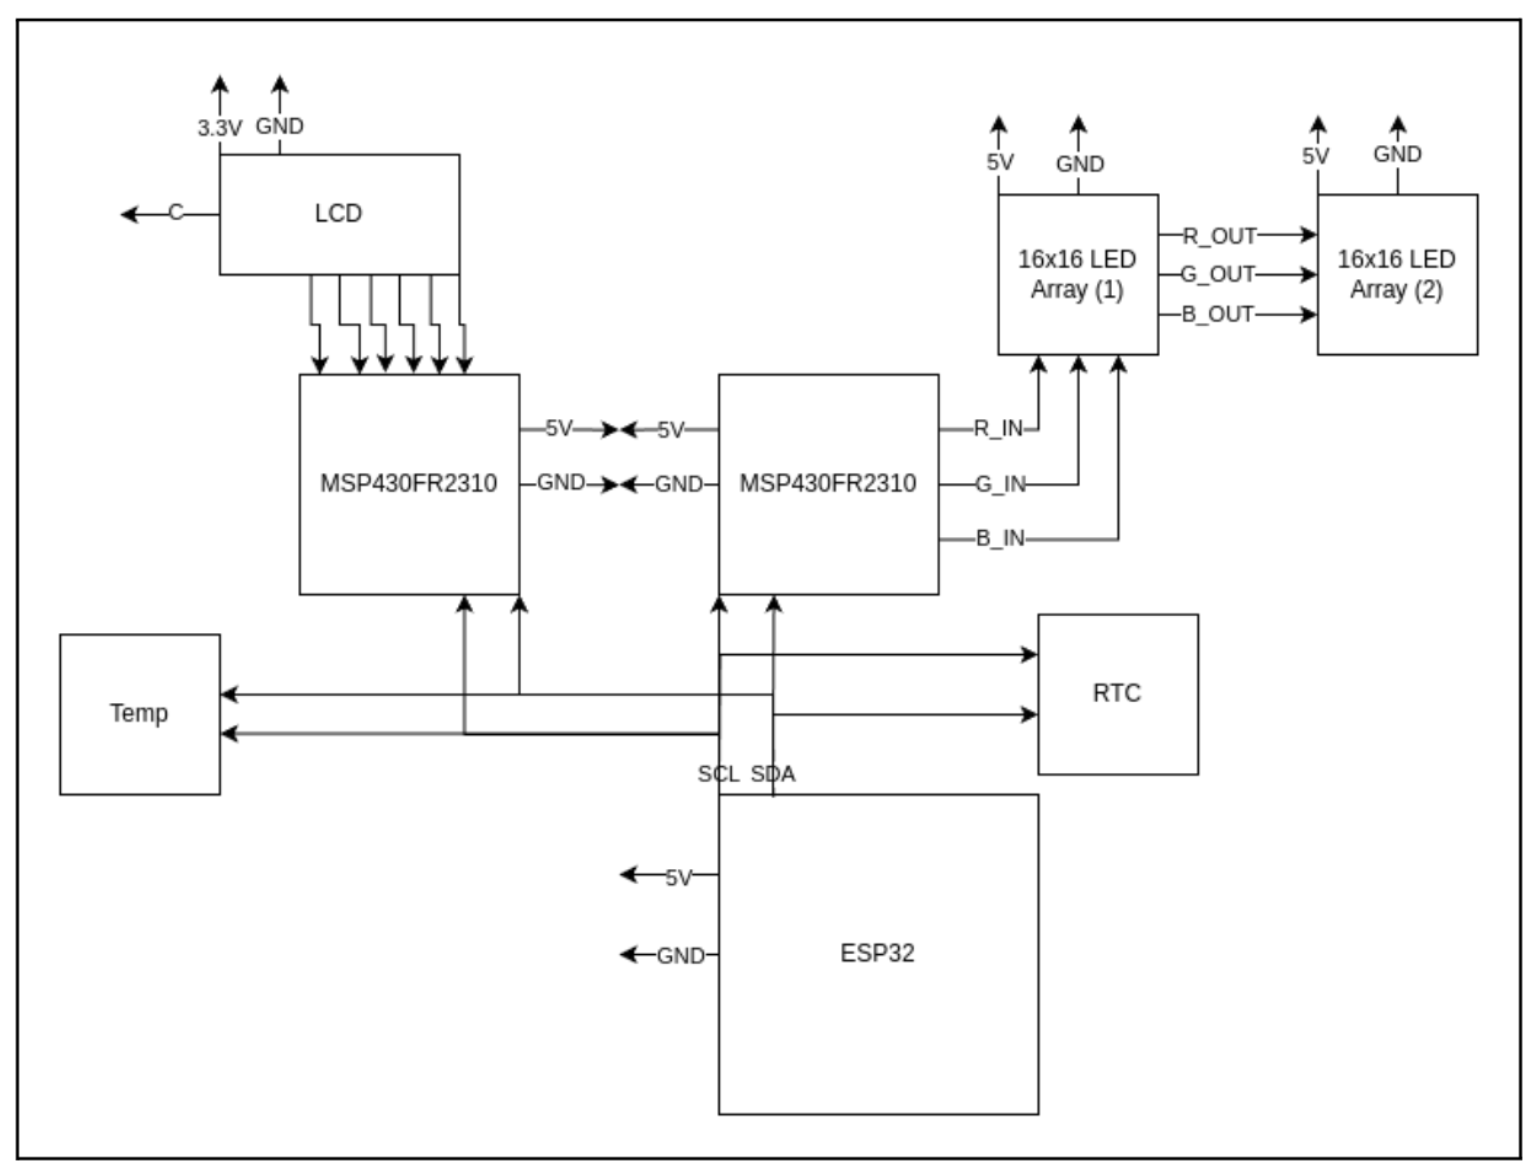 3.3V GND
C
LCD
5V GND
5V GND
16x16 LED
Array (1)
R_OUT
G_OUT
B_OUT
16x16 LED
Array (2)
MSP430FR2310
5V
GND
5V
GND
MSP430FR2310
R_IN
G_IN
B_IN
Temp
RTC
SCL SDA
5V
GND
ESP32